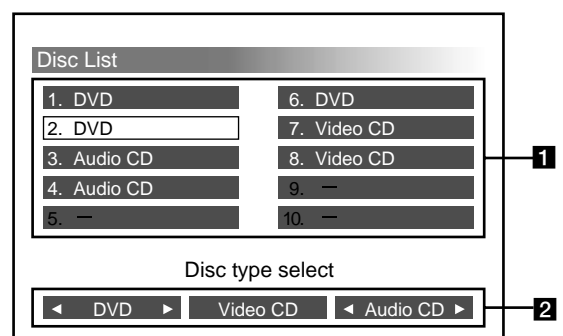 Disc List
1. DVD
2. DVD
3. Audio CD
4. Audio CD
5. —
6. DVD
7. Video CD
8. Video CD
9. —
10. —
1
Disc type select
◄ DVD ► Video CD ◄ Audio CD ►
2